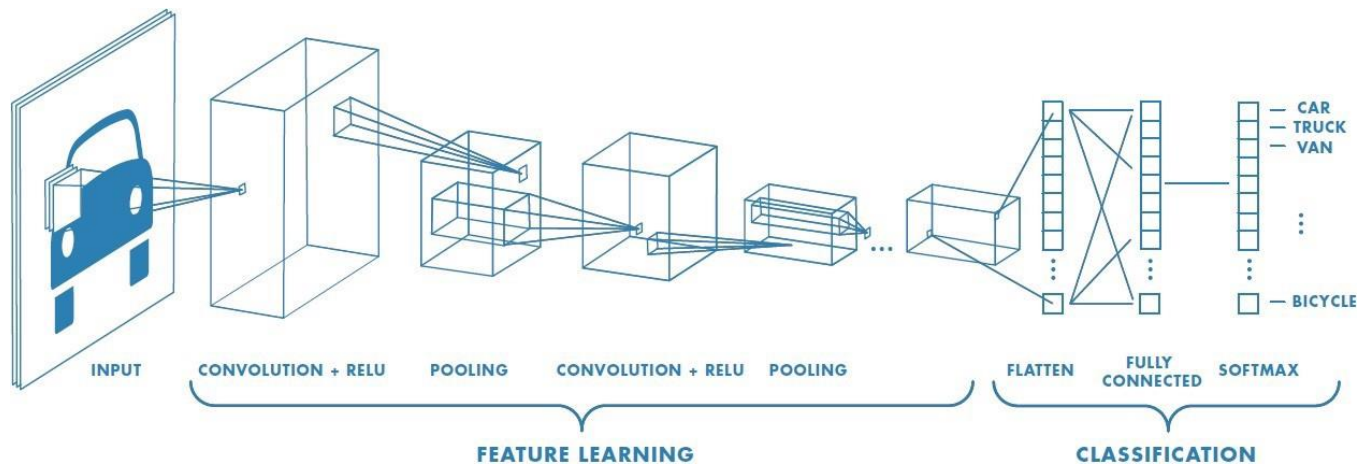 CAR
TRUCK
VAN
BICYCLE
INPUT
CONVOLUTION + RELU
POOLING
CONVOLUTION + RELU
POOLING
FLATTEN
FULLY
CONNECTED
SOFTMAX
FEATURE LEARNING
CLASSIFICATION